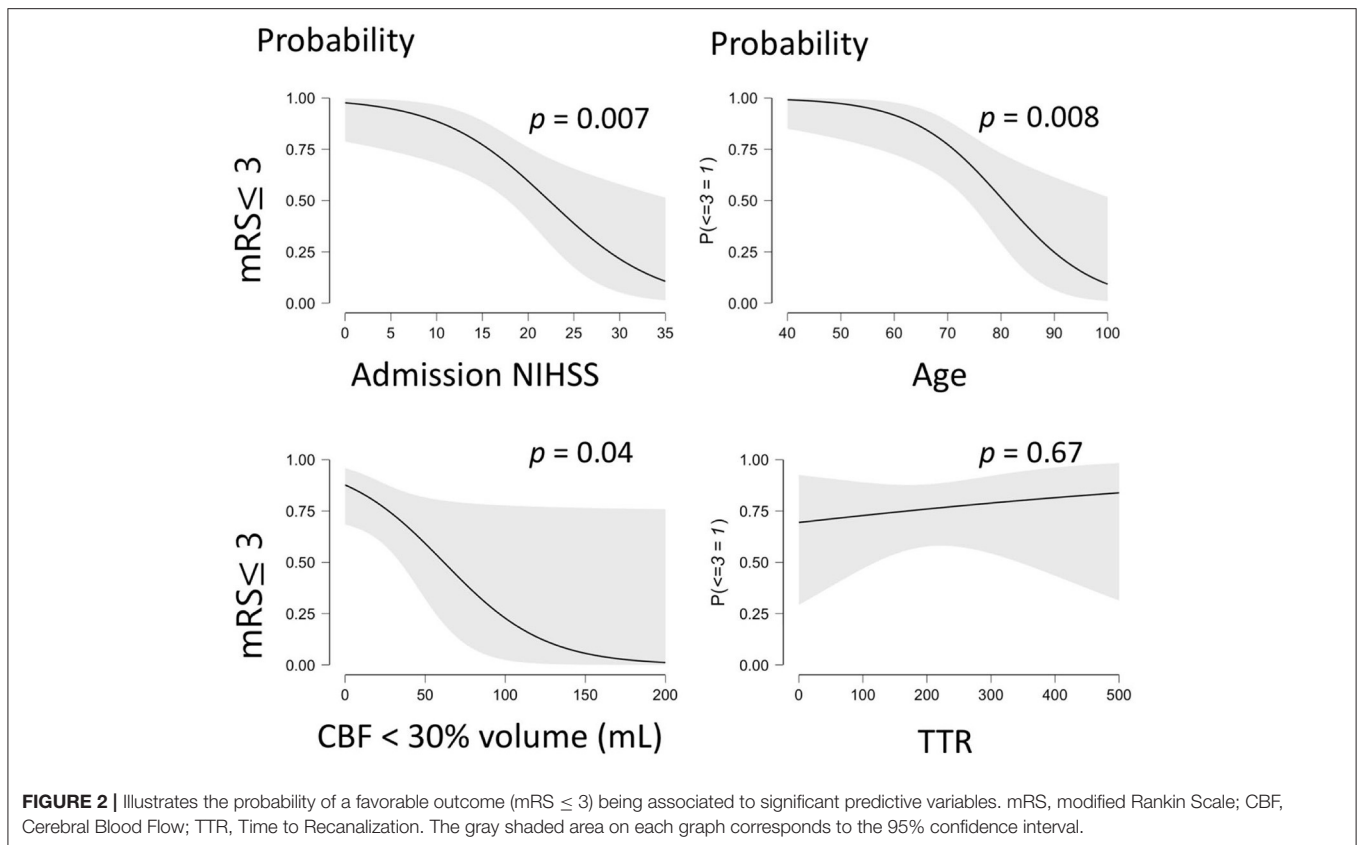 Probability
Probability
mRS≤ 3
1.00
0.75
0.50
0.25
0.00
p = 0.007
0 5 10 15 20 25 30 35
Admission NIHSS
P(<=3 = 1)
1.00
0.75
0.50
0.25
0.00
p = 0.008
40 50 60 70 80 90 100
Age
mRS≤ 3
1.00
0.75
0.50
0.25
0.00
p = 0.04
0 50 100 150 200
CBF < 30% volume (mL)
P(<=3 = 1)
1.00
0.75
0.50
0.25
0.00
p = 0.67
0 100 200 300 400 500
TTR
FIGURE 2 | Illustrates the probability of a favorable outcome (mRS ≤ 3) being associated to significant predictive variables. mRS, modified Rankin Scale; CBF,
Cerebral Blood Flow; TTR, Time to Recanalization. The gray shaded area on each graph corresponds to the 95% confidence interval.